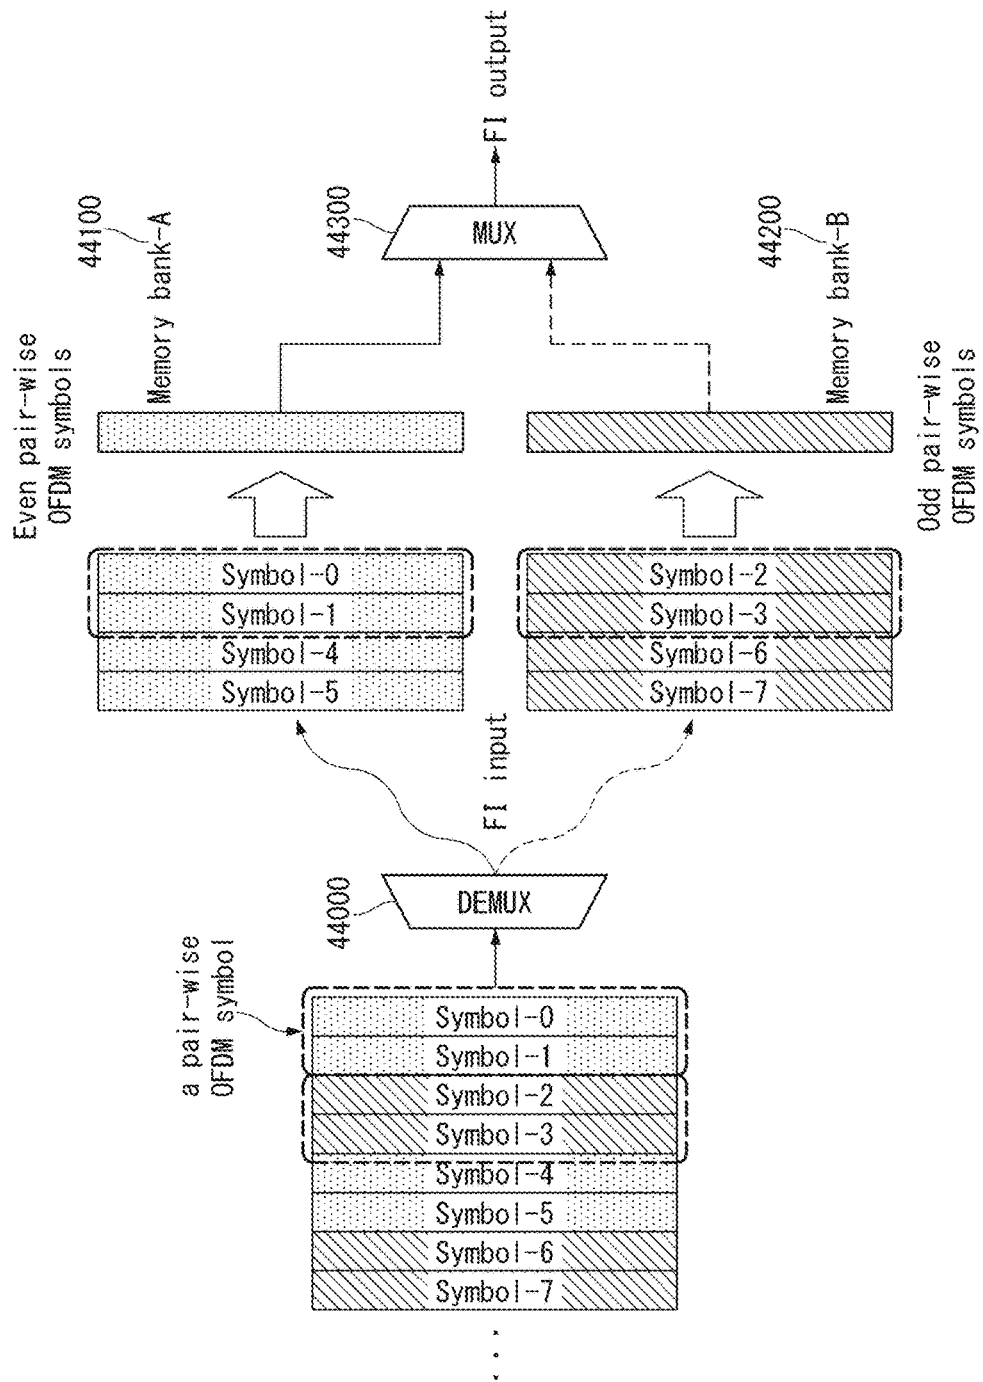 a pair-wise
OFDM symbol
Symbol-0
Symbol-1
Symbol-2
Symbol-3
Symbol-4
Symbol-5
Symbol-6
Symbol-7
44000
DEMUX
FI input
Even pair-wise
OFDM symbols
Symbol-0
Symbol-1
Symbol-4
Symbol-5
44100
Memory bank-A
Symbol-2
Symbol-3
Symbol-6
Symbol-7
Odd pair-wise
OFDM symbols
44200
Memory bank-B
44300
MUX
FI output